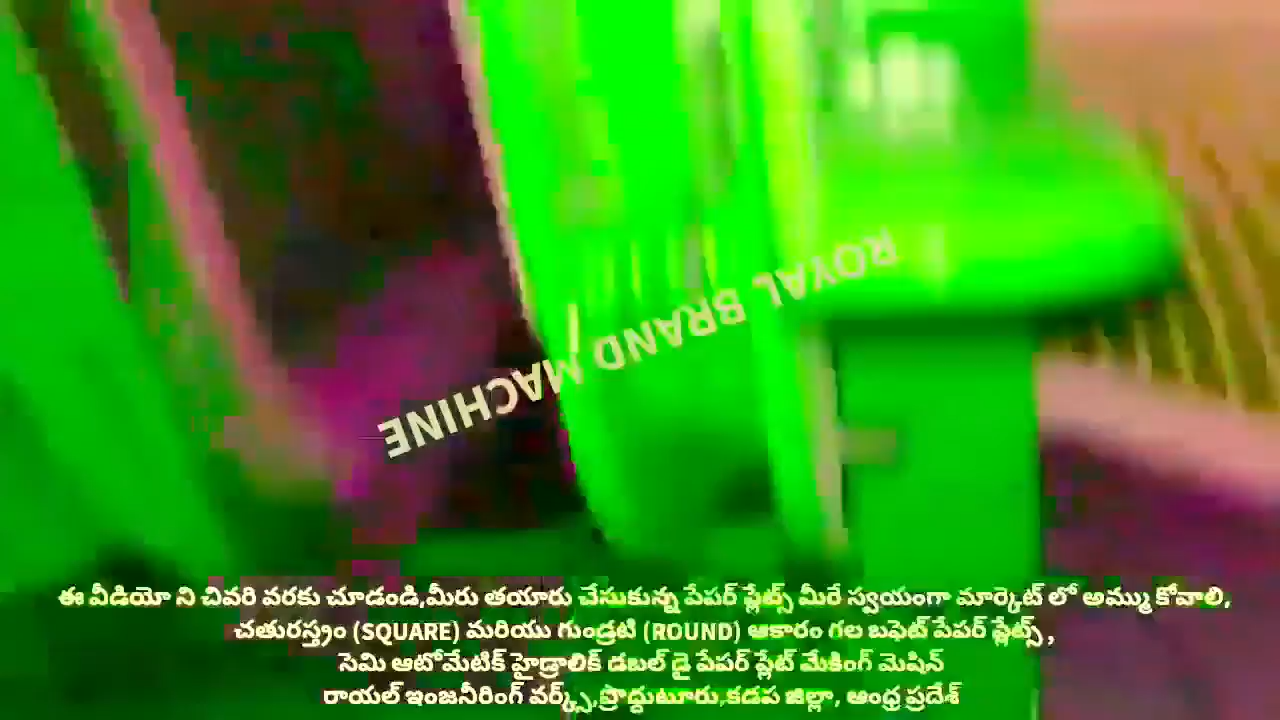 ROYAL BRAND MACHINE
ఈ వీడియో ని చివరి వరకు చూడండి,మీరు తయారు చేసుకున్న పేపర్ ప్లేట్స్ మీరే స్వయంగా మార్కెట్ లో అమ్ము కోవాలి,
చతురస్త్రం (SQUARE) మరియు గుండ్రటి (ROUND) ఆకారం గల బఫెట్ పేపర్ ప్లేట్స్ ,
సెమి ఆటోమేటిక్ హైడ్రాలిక్ డబల్ డై పేపర్ ప్లేట్ మేకింగ్ మెషిన్
రాయల్ ఇంజనీరింగ్ వర్క్స్,ప్రొద్దుటూరు,కడప జిల్లా, ఆంధ్ర ప్రదేశ్